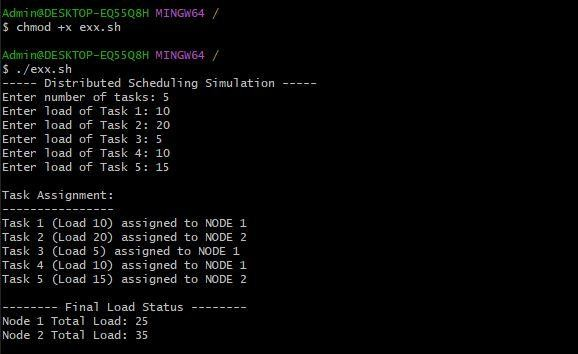 Admin@DESKTOP-EQ55Q8H MINGW64 /
$ chmod +x exx.sh
Admin@DESKTOP-EQ55Q8H MINGW64 /
$ ./exx.sh
----- Distributed Scheduling Simulation -----
Enter number of tasks: 5
Enter load of Task 1: 10
Enter load of Task 2: 20
Enter load of Task 3: 5
Enter load of Task 4: 10
Enter load of Task 5: 15
Task Assignment:
----------------
Task 1 (Load 10) assigned to NODE 1
Task 2 (Load 20) assigned to NODE 2
Task 3 (Load 5) assigned to NODE 1
Task 4 (Load 10) assigned to NODE 1
Task 5 (Load 15) assigned to NODE 2
-------- Final Load Status --------
Node 1 Total Load: 25
Node 2 Total Load: 35